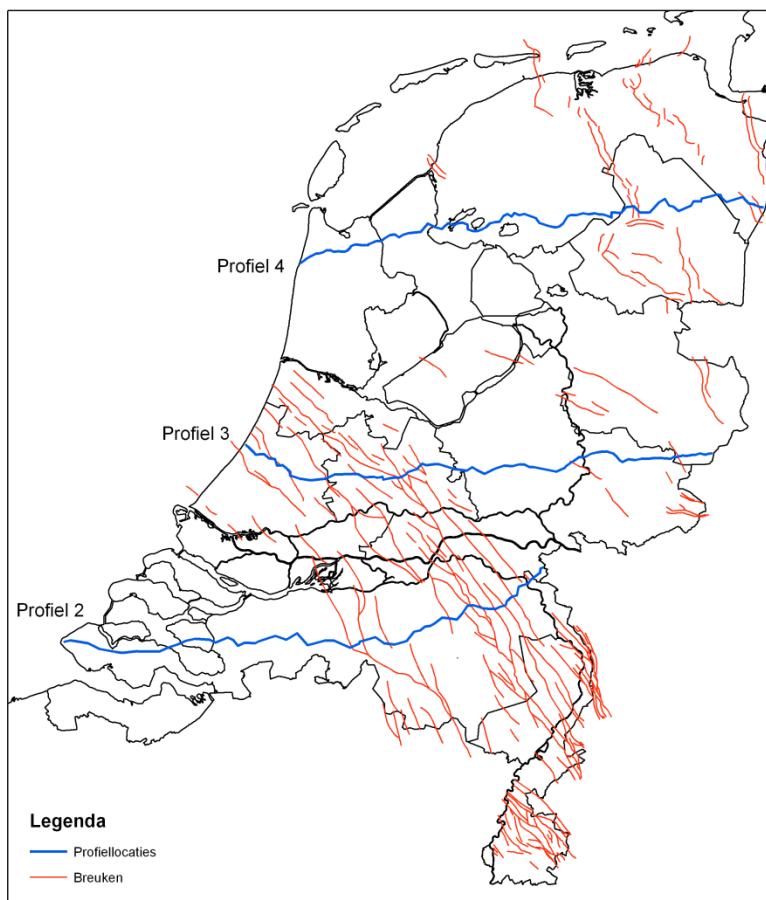 Profiel 4
Profiel 3
Profiel 2
Legenda
Profiellocaties
Breuken